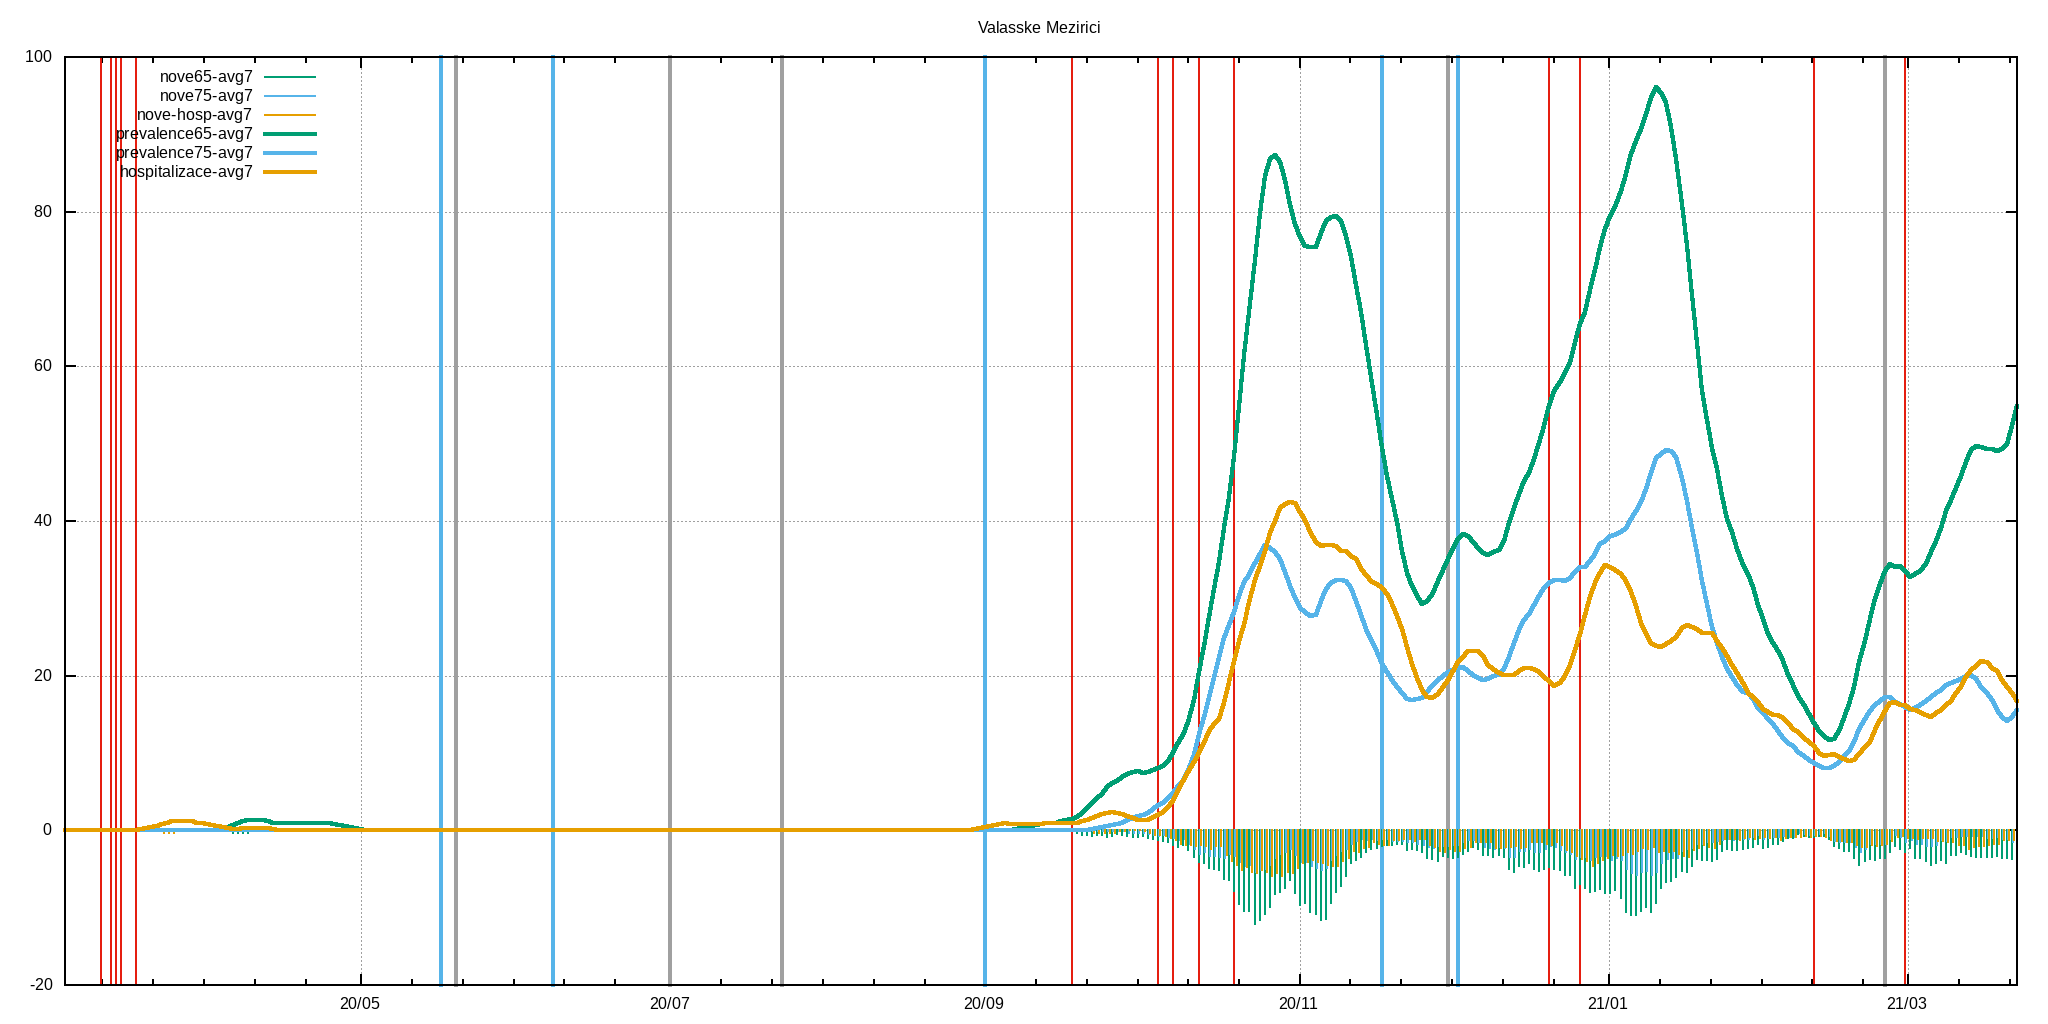 Valasske Mezirici
100
nove65-avg7
nove75-avg7
nove-hosp-avg7
prevalence65-avg7
prevalence75-avg7
hospitalizace-avg7
80
60
40
20
0
-20
20/05
20/07
20/09
20/11
21/01
21/03